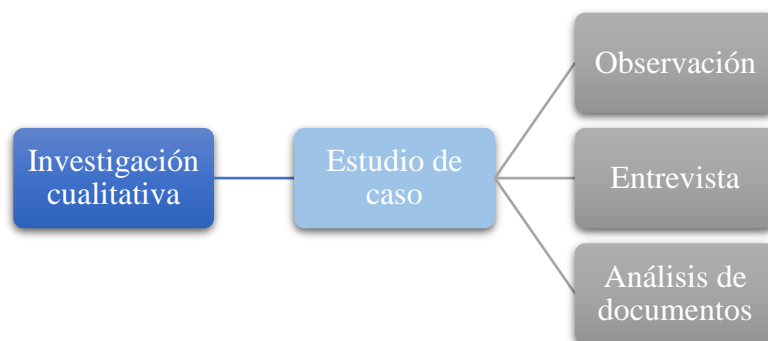 Investigación
cualitativa
Estudio de
caso
Observación
Entrevista
Análisis de
documentos